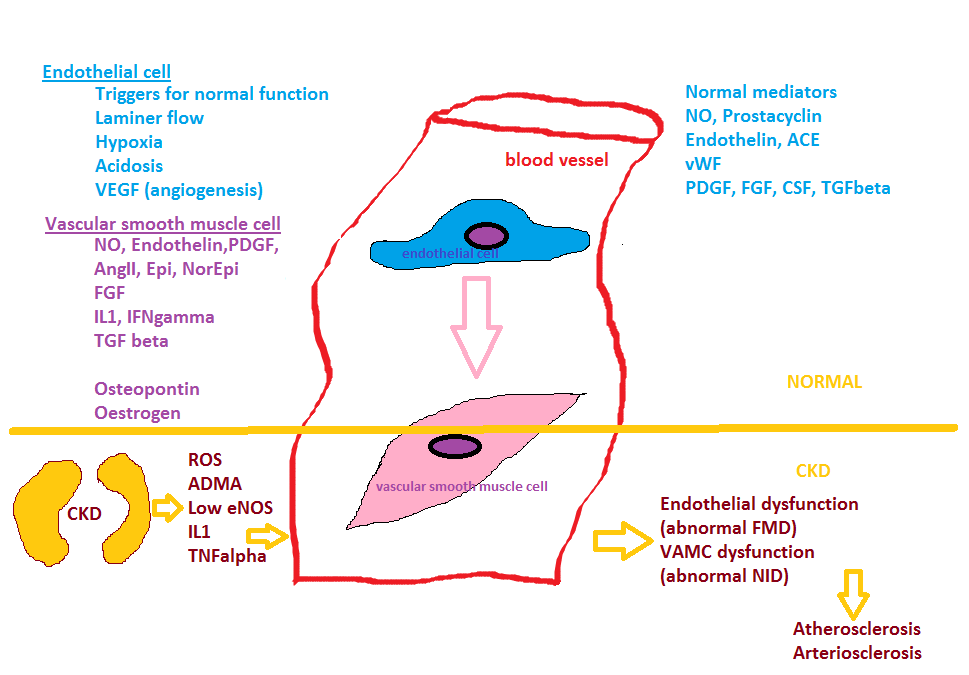 Endothelial cell
Triggers for normal function
Laminer flow
Hypoxia
Acidosis
VEGF (angiogenesis)
Vascular smooth muscle cell
NO, Endothelin,PDGF,
AngII, Epi, NorEpi
FGF
IL1, IFNgamma
TGF beta
Osteopontin
Oestrogen
blood vessel
endothelial cell
vascular smooth muscle cell
Normal mediators
NO, Prostacyclin
Endothelin, ACE
vWF
PDGF, FGF, CSF, TGFbeta
NORMAL
CKD
CKD
ROS
ADMA
Low eNOS
IL1
TNFalpha
Endothelial dysfunction
(abnormal FMD)
VAMC dysfunction
(abnormal NID)
Atherosclerosis
Arteriosclerosis